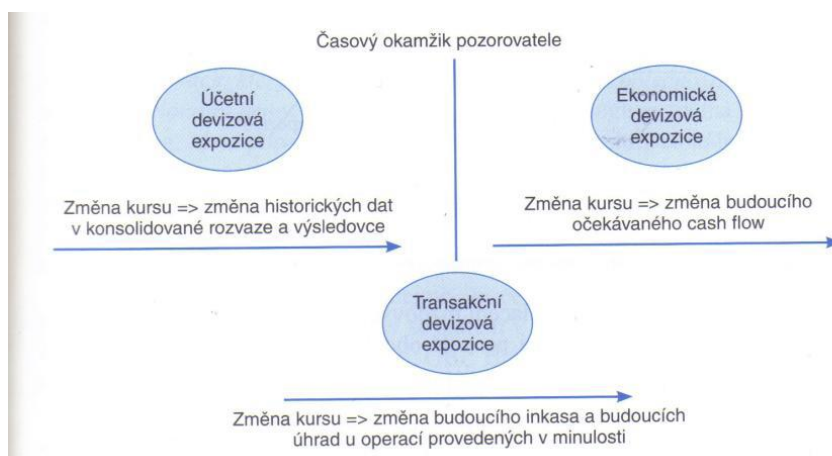 Časový okamžik pozorovatele
Účetní
devizová
expozice
Ekonomická
devizová
expozice
Změna kursu => změna historických dat
v konsolidované rozvaze a výsledovce
Změna kursu => změna budoucího
očekávaného cash flow
Transakční
devizová
expozice
Změna kursu => změna budoucího inkasa a budoucích
úhrad u operací provedených v minulosti